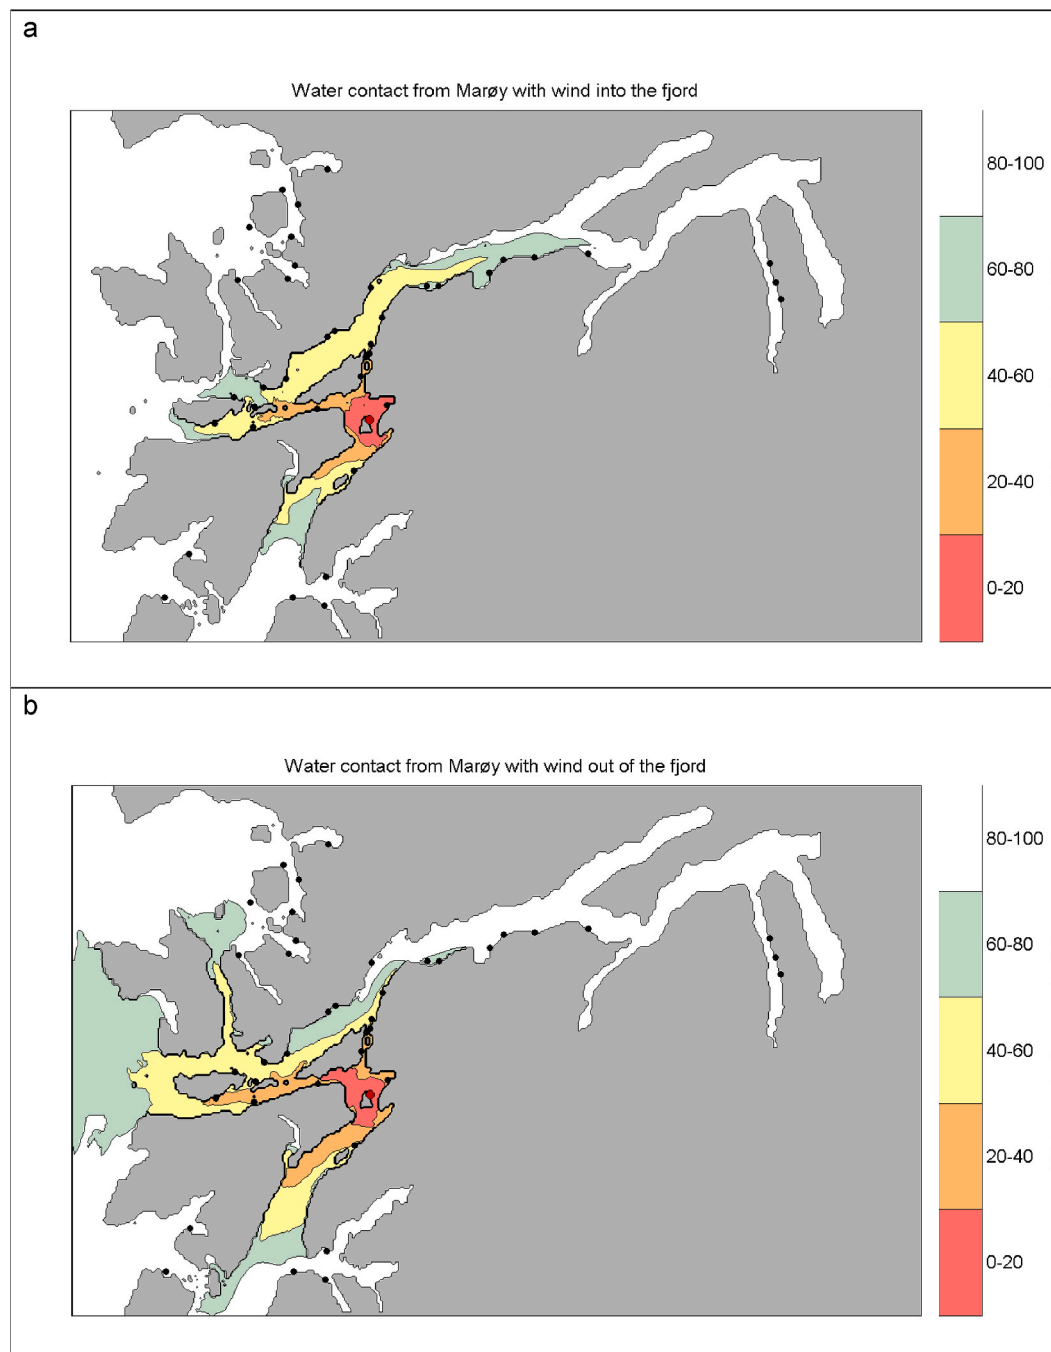 a
Water contact from Marøy with wind into the fjord
80-100
60-80
40-60
20-40
0-20
b
Water contact from Marøy with wind out of the fjord
80-100
60-80
40-60
20-40
0-20